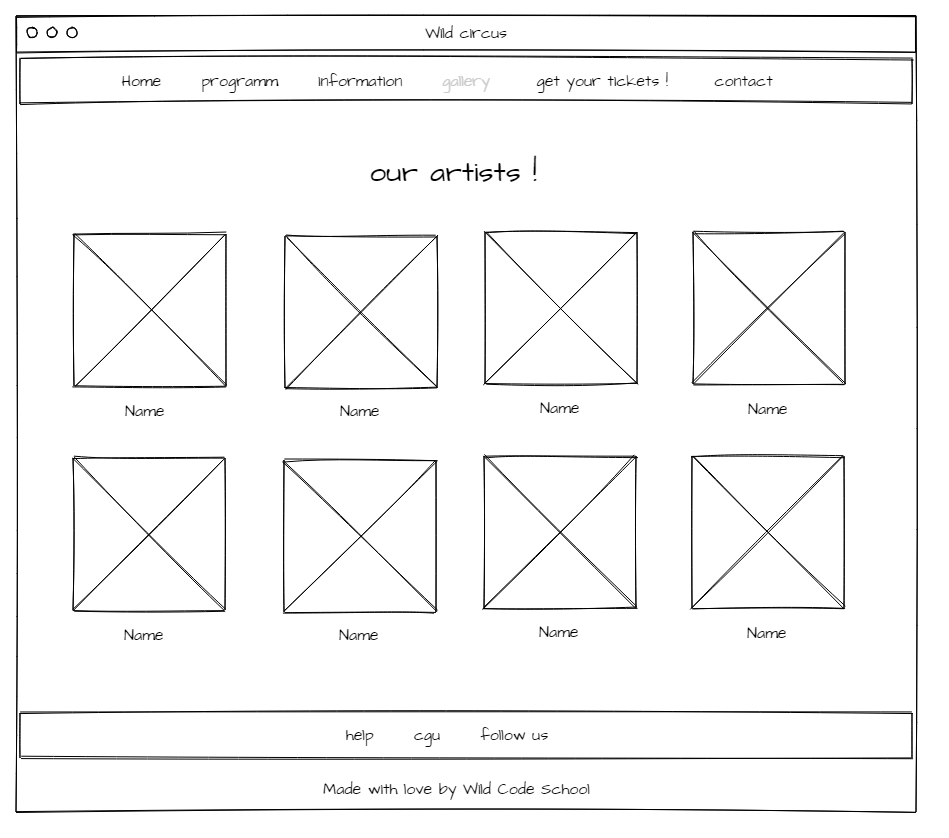 Wild circus
Home programm information gallery get your tickets ! contact
our artists !
Name Name Name Name
Name Name Name Name
help cgu follow us
Made with love by Wild Code School